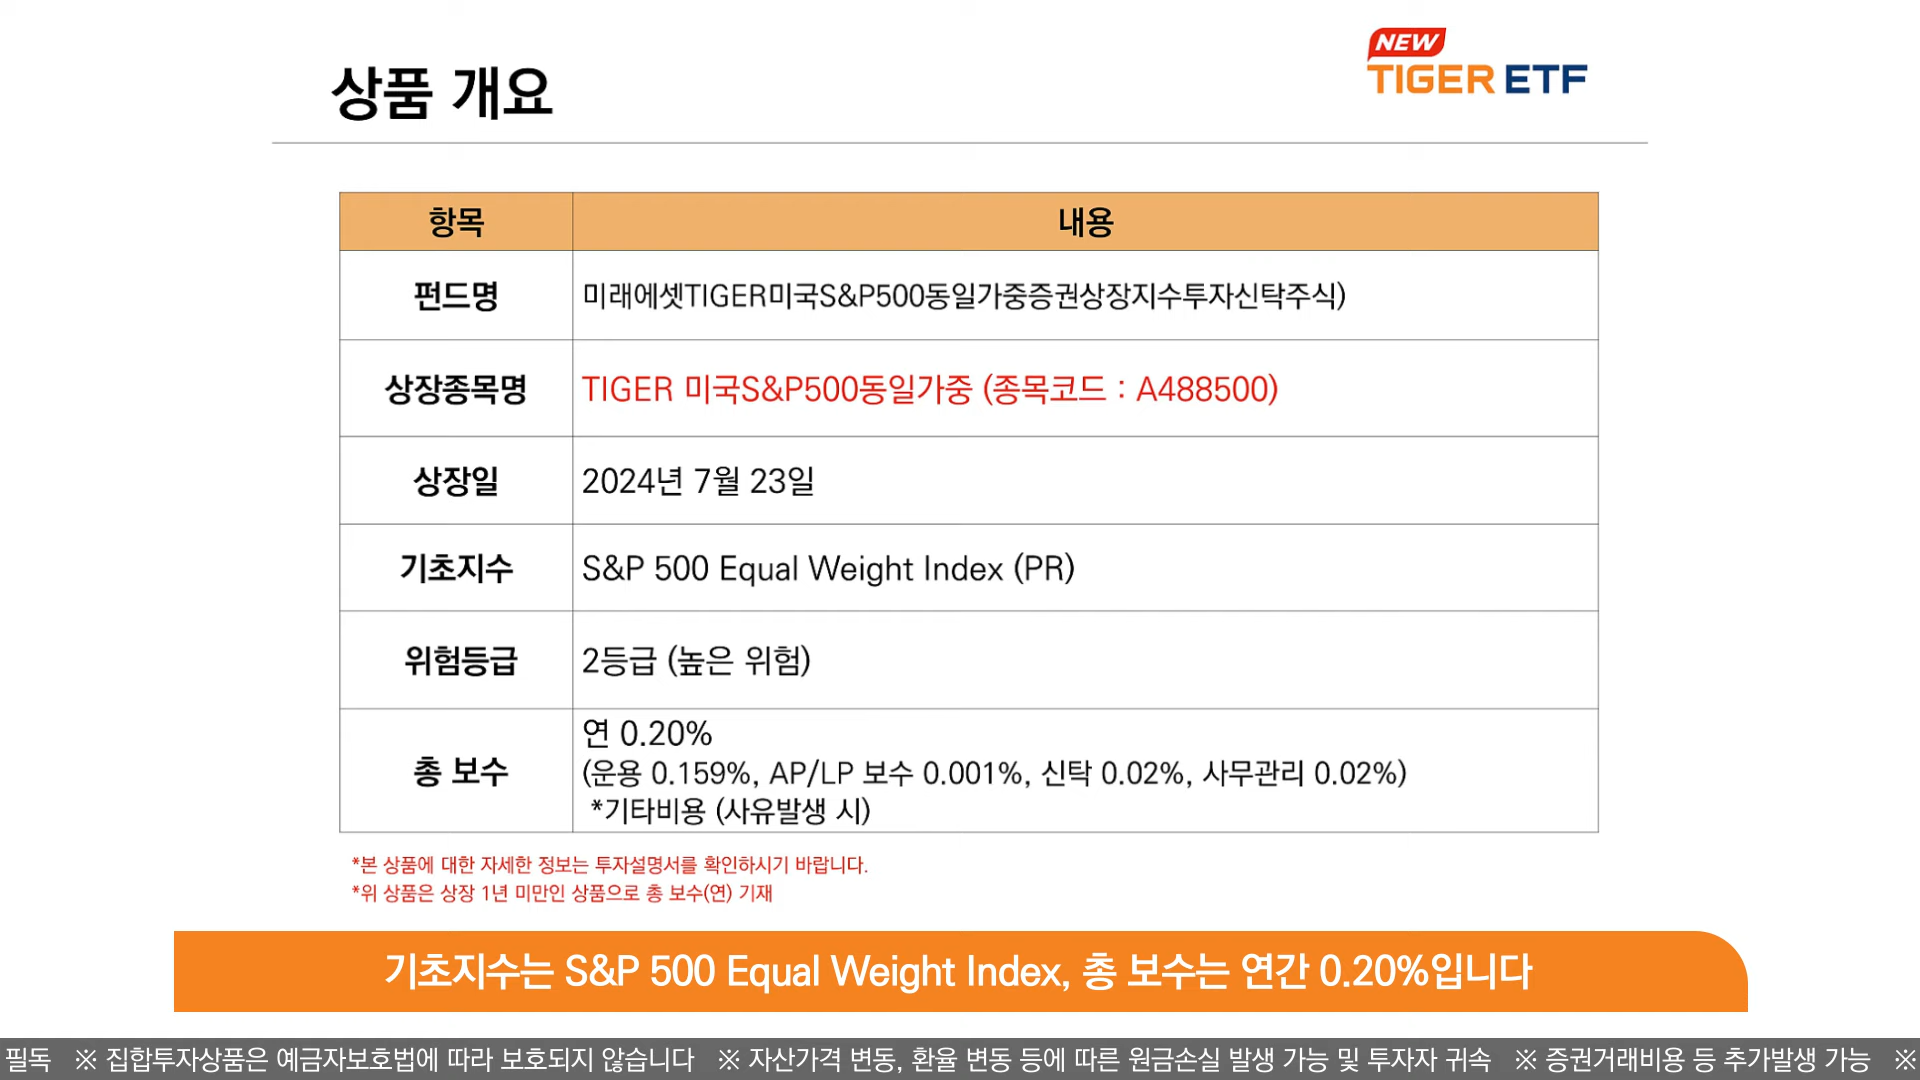 상품 개요
NEW
TIGER ETF
항목
내용
펀드명
미래에셋TIGER미국S&P500동일가중증권상장지수투자신탁주식)
상장종목명
TIGER 미국S&P500동일가중 (종목코드 : A488500)
상장일
2024년 7월 23일
기초지수
S&P 500 Equal Weight Index (PR)
위험등급
2등급 (높은 위험)
총 보수
연 0.20%
(운용 0.159%, AP/LP 보수 0.001%, 신탁 0.02%, 사무관리 0.02%)
*기타비용 (사유발생 시)
*본 상품에 대한 자세한 정보는 투자설명서를 확인하시기 바랍니다.
*위 상품은 상장 1년 미만인 상품으로 총 보수(연) 기재
기초지수는 S&P 500 Equal Weight Index, 총 보수는 연간 0.20%입니다
필독 ※ 집합투자상품은 예금자보호법에 따라 보호되지 않습니다 ※ 자산가격 변동, 환율 변동 등에 따른 원금손실 발생 가능 및 투자자 귀속 ※ 증권거래비용 등 추가발생 가능 ※